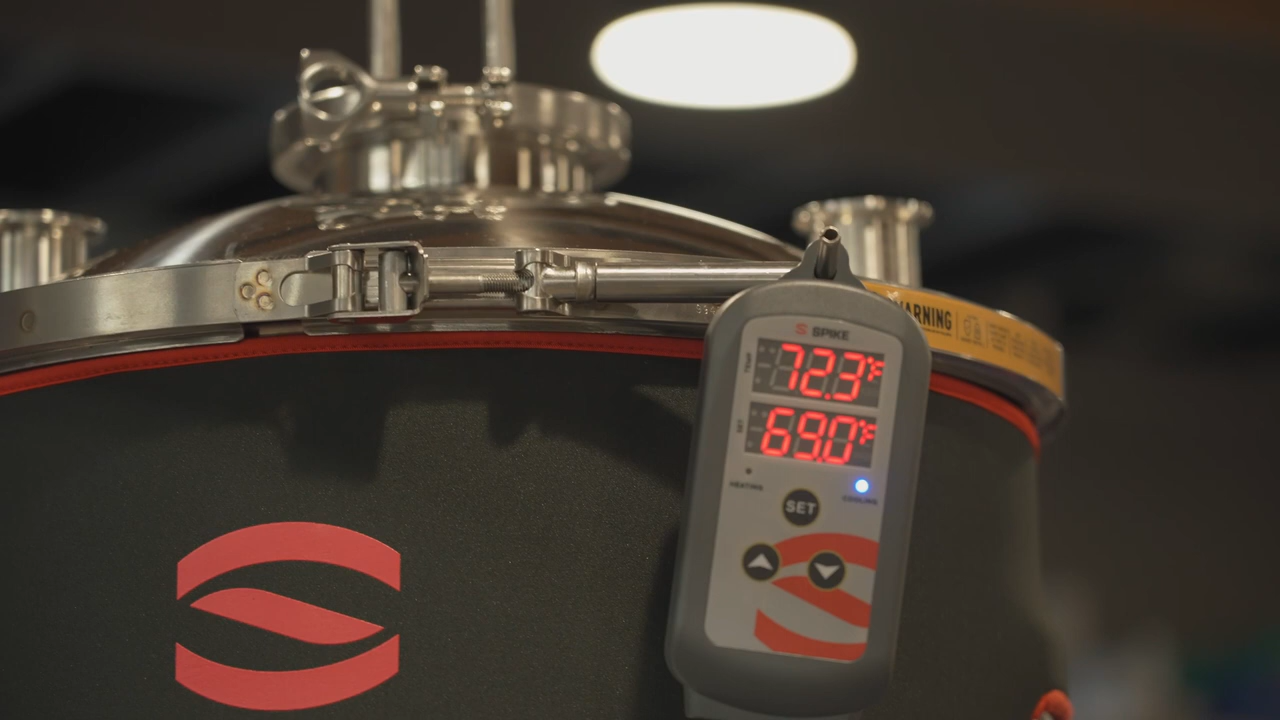 WARNING
S SPIKE
TEMP
72.3°F
SET
69.0°F
HEATING
COOLING
SET